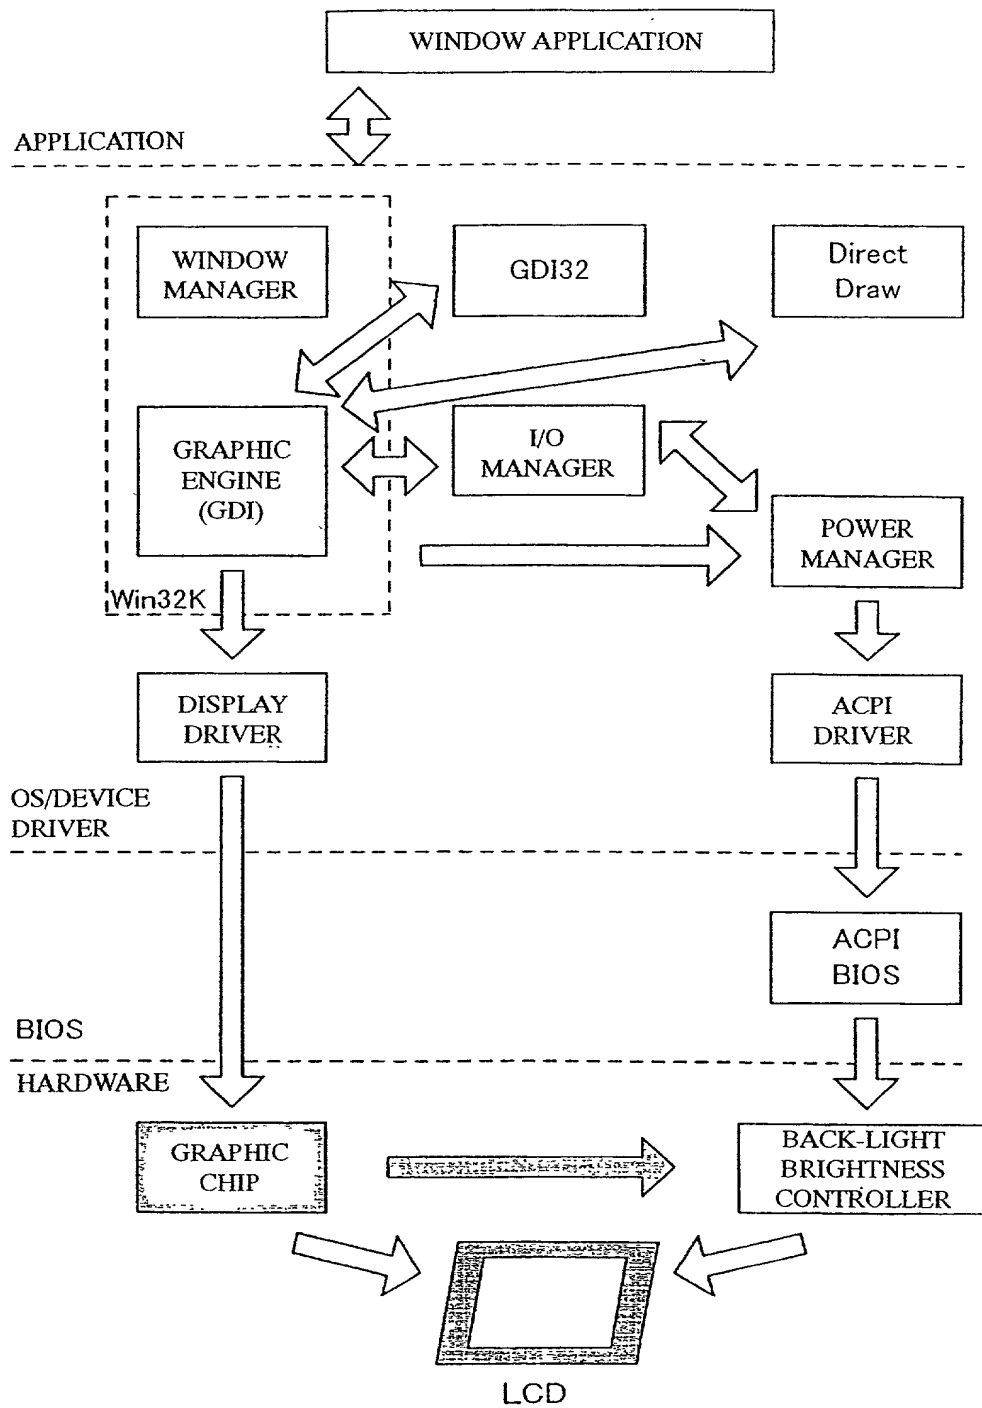 WINDOW APPLICATION
APPLICATION
WINDOW
MANAGER
GDI32
Direct
Draw
GRAPHIC
ENGINE
(GDI)
I/O
MANAGER
POWER
MANAGER
Win32K
DISPLAY
DRIVER
ACPI
DRIVER
OS/DEVICE
DRIVER
ACPI
BIOS
BIOS
HARDWARE
GRAPHIC
CHIP
BACK-LIGHT
BRIGHTNESS
CONTROLLER
LCD